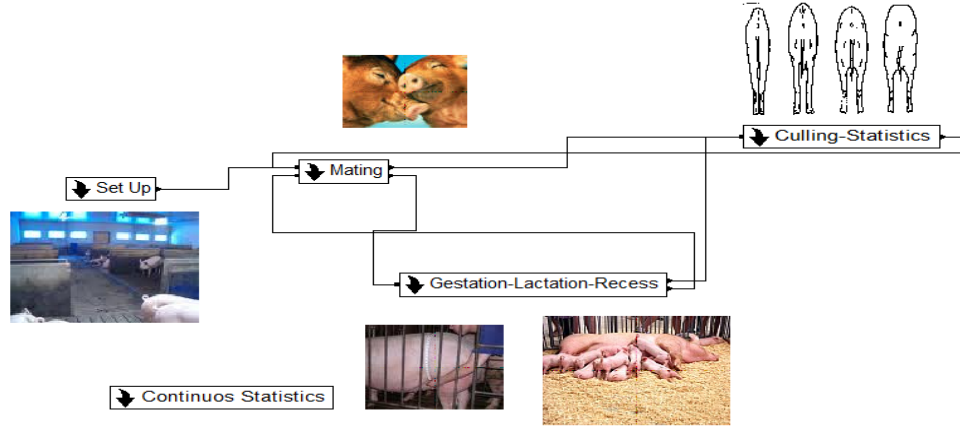 Culling-Statistics
Mating
Set Up
Gestation-Lactation-Recess
Continuos Statistics